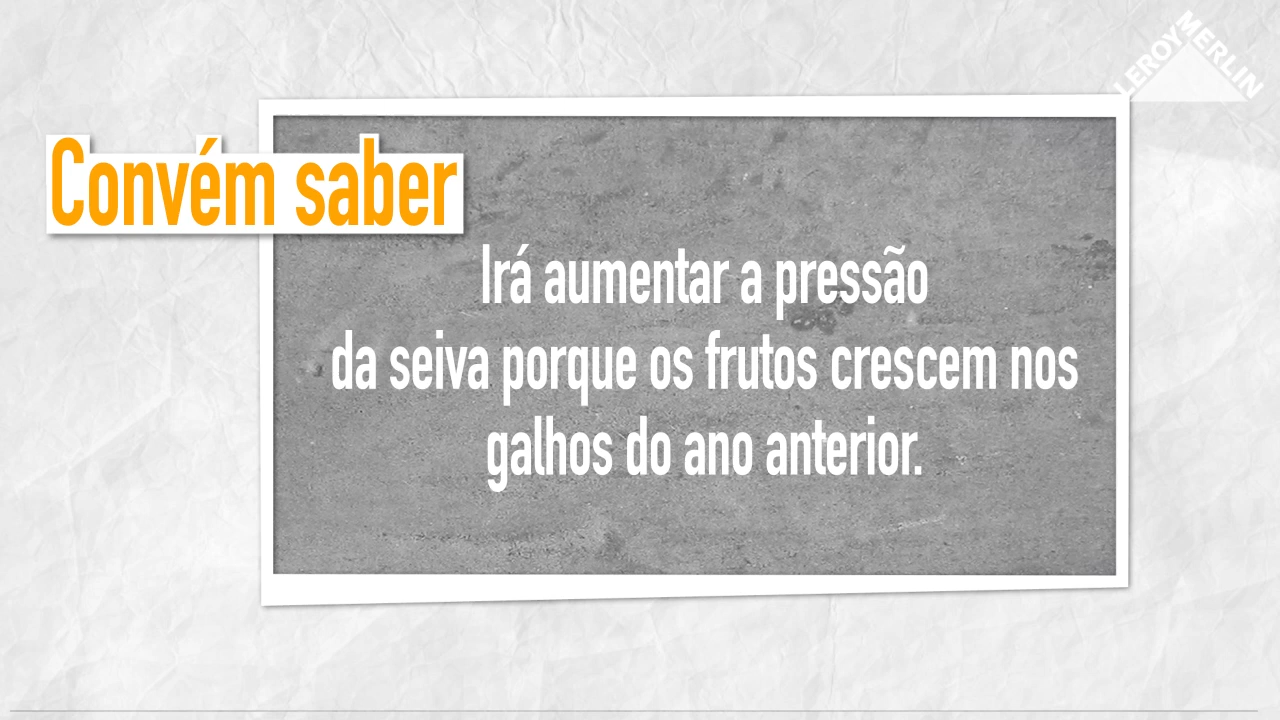 LEROY MERLIN
Convém saber
Irá aumentar a pressão
da seiva porque os frutos crescem nos
galhos do ano anterior.